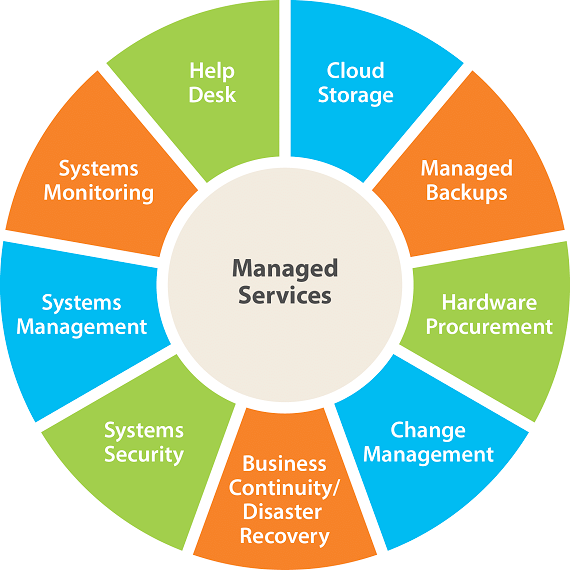 Help
Desk
Cloud
Storage
Systems
Monitoring
Managed
Backups
Managed
Services
Systems
Management
Hardware
Procurement
Systems
Security
Change
Management
Business
Continuity/
Disaster
Recovery